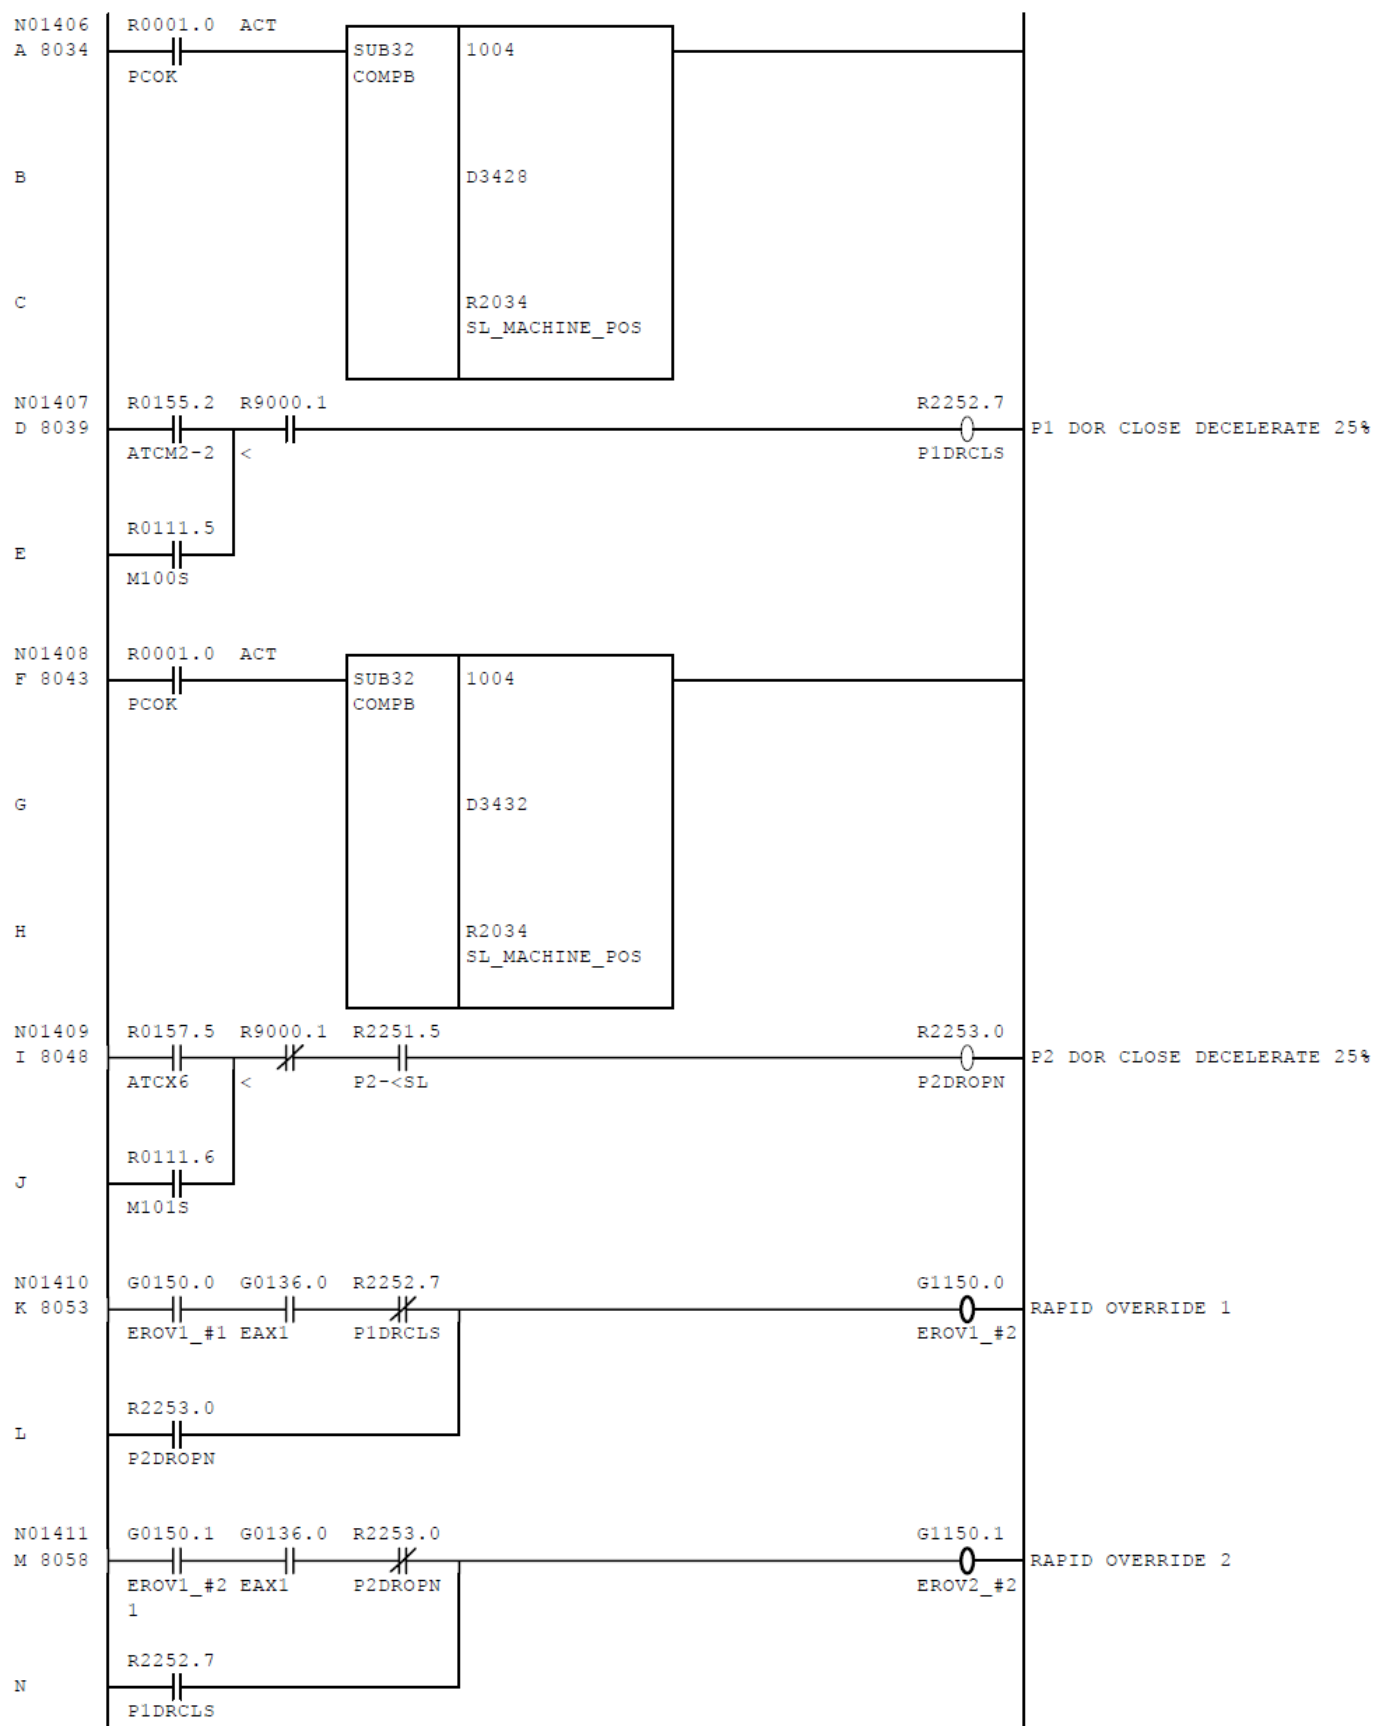 N01406 R0001.0 ACT
A 8034 SUB32 1004
PCOK COMPB
B D3428
C R2034
SL_MACHINE_POS
N01407 R0155.2 R9000.1 R2252.7
D 8039 P1 DOR CLOSE DECELERATE 25%
ATCM2-2 < P1DRCLS
R0111.5
E
M100S
N01408 R0001.0 ACT
F 8043 SUB32 1004
PCOK COMPB
G D3432
H R2034
SL_MACHINE_POS
N01409 R0157.5 R9000.1 R2251.5 R2253.0
I 8048 P2 DOR CLOSE DECELERATE 25%
ATCX6 < P2-<SL P2DROPN
R0111.6
J
M101S
N01410 G0150.0 G0136.0 R2252.7 G1150.0
K 8053 RAPID OVERRIDE 1
EROV1_#1 EAX1 P1DRCLS EROV1_#2
R2253.0
L
P2DROPN
N01411 G0150.1 G0136.0 R2253.0 G1150.1
M 8058 RAPID OVERRIDE 2
EROV1_#2 EAX1 P2DROPN EROV2_#2
1
R2252.7
N
P1DRCLS